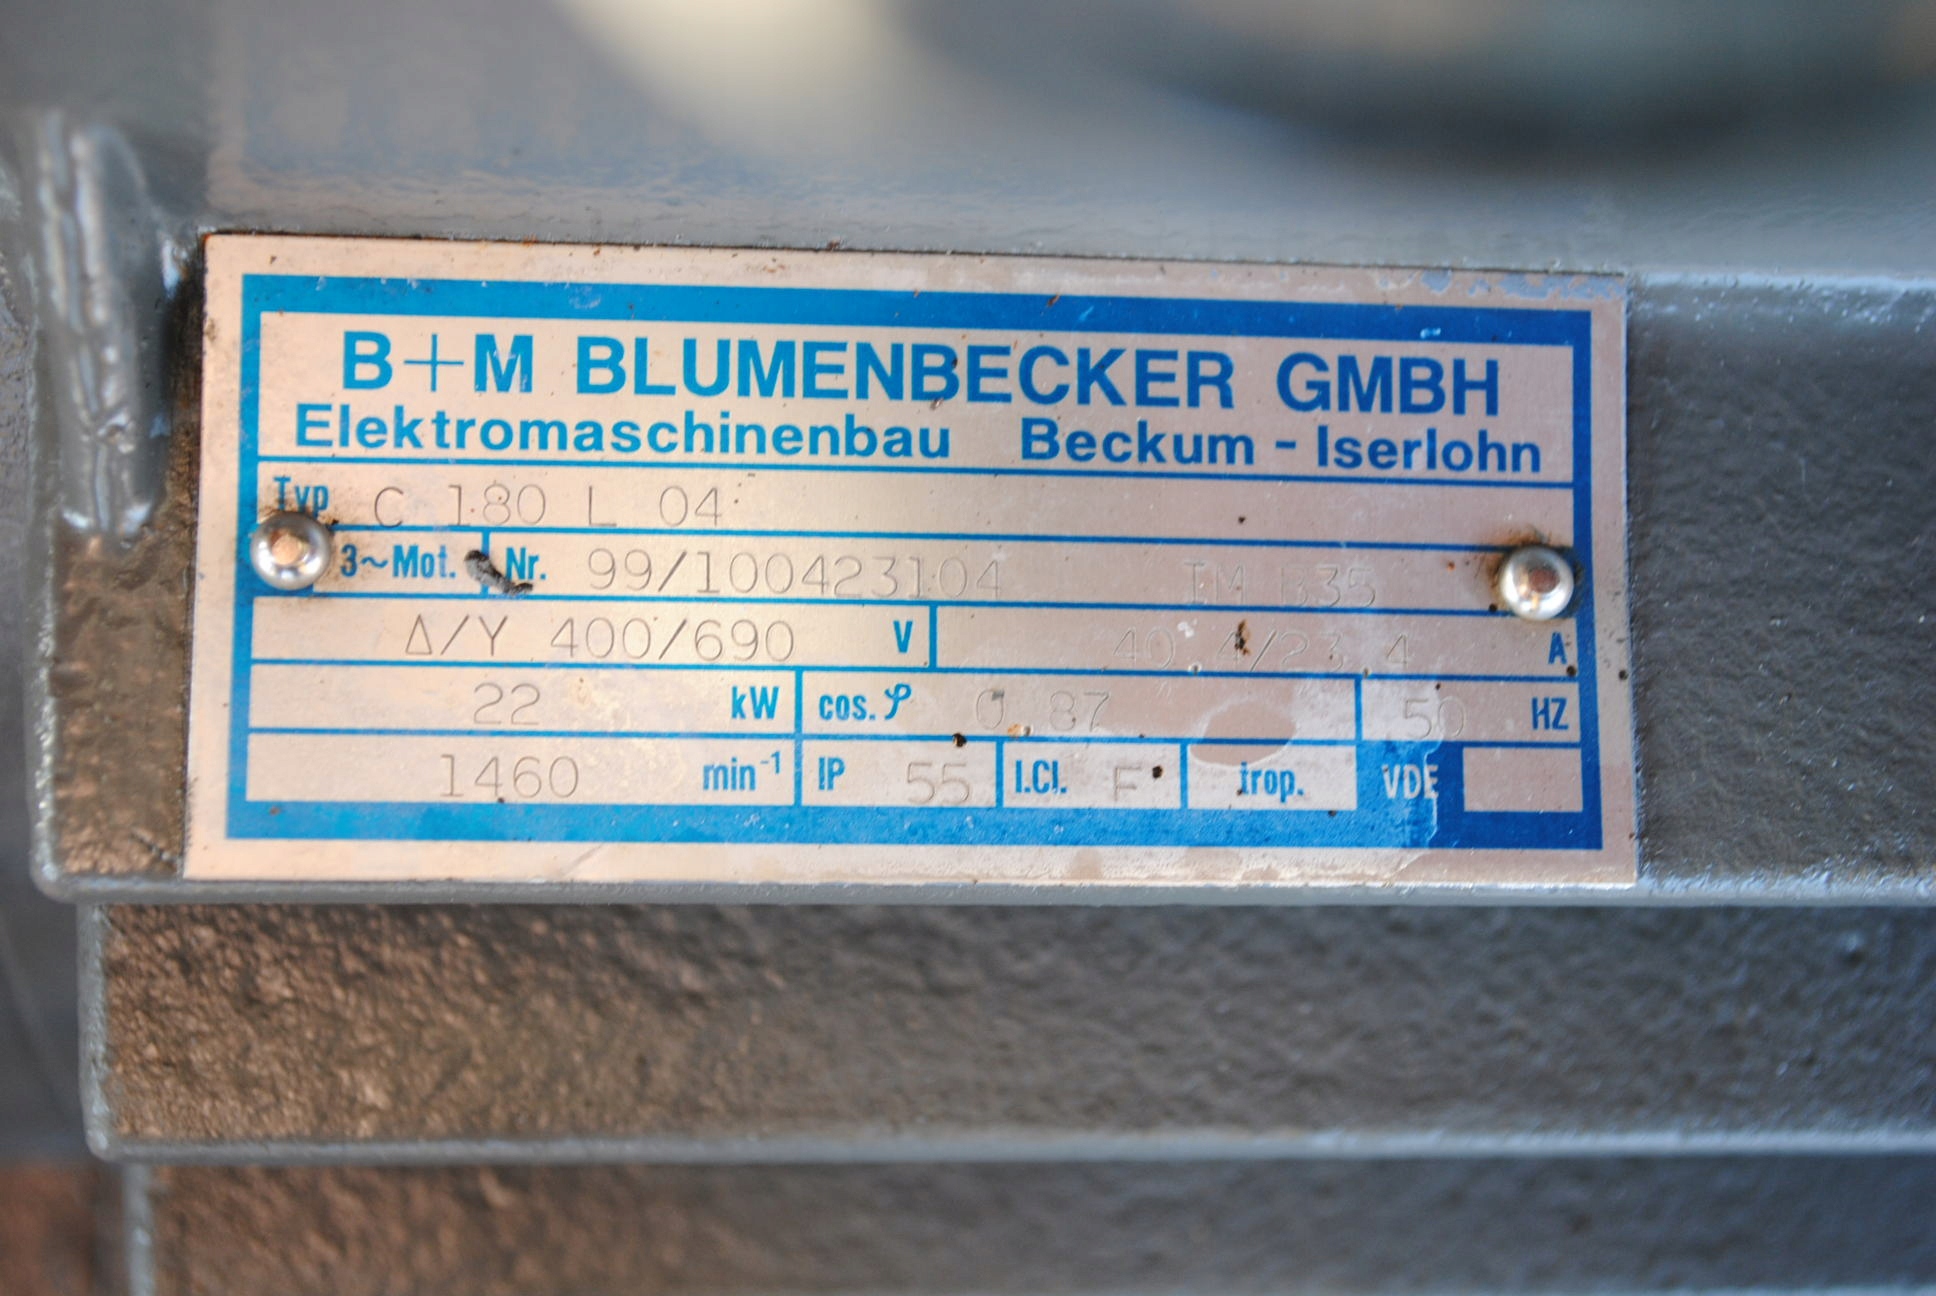 B+M BLUMENBECKER GMBH
Elektromaschinenbau Beckum - Iserlohn
Typ C 180 L 04
3~Mot. Nr. 99/100423104 IM B35
Δ/Y 400/690 V 40.4/23.4 A
22 kW cos. φ 0.87 50 HZ
1460 min⁻¹ IP 55 I.Cl. F trop. VDE